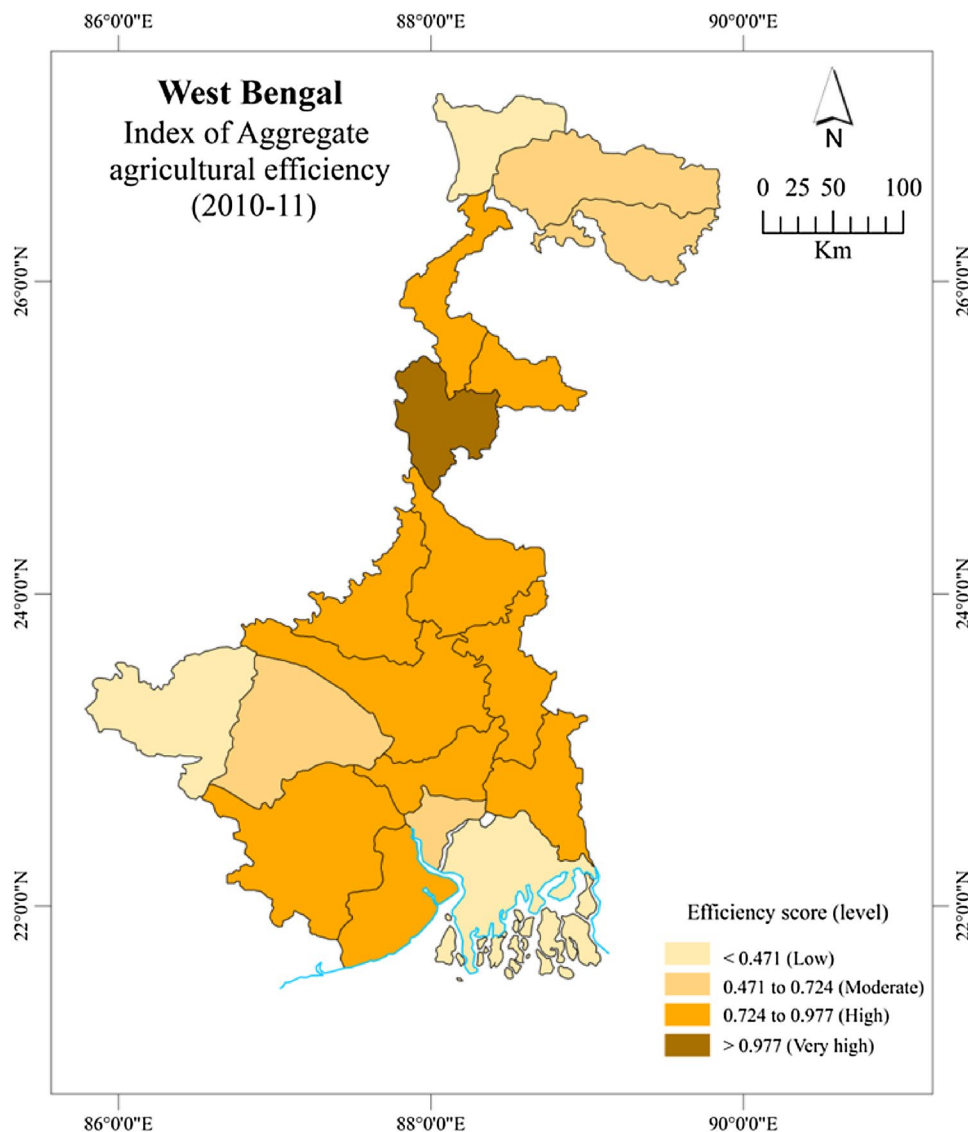 86°0'0"E 88°0'0"E 90°0'0"E
West Bengal
Index of Aggregate
agricultural efficiency
(2010-11)
N
0 25 50 100
Km
26°0'0"N 26°0'0"N
24°0'0"N 24°0'0"N
22°0'0"N 22°0'0"N
Efficiency score (level)
< 0.471 (Low)
0.471 to 0.724 (Moderate)
0.724 to 0.977 (High)
> 0.977 (Very high)
86°0'0"E 88°0'0"E 90°0'0"E